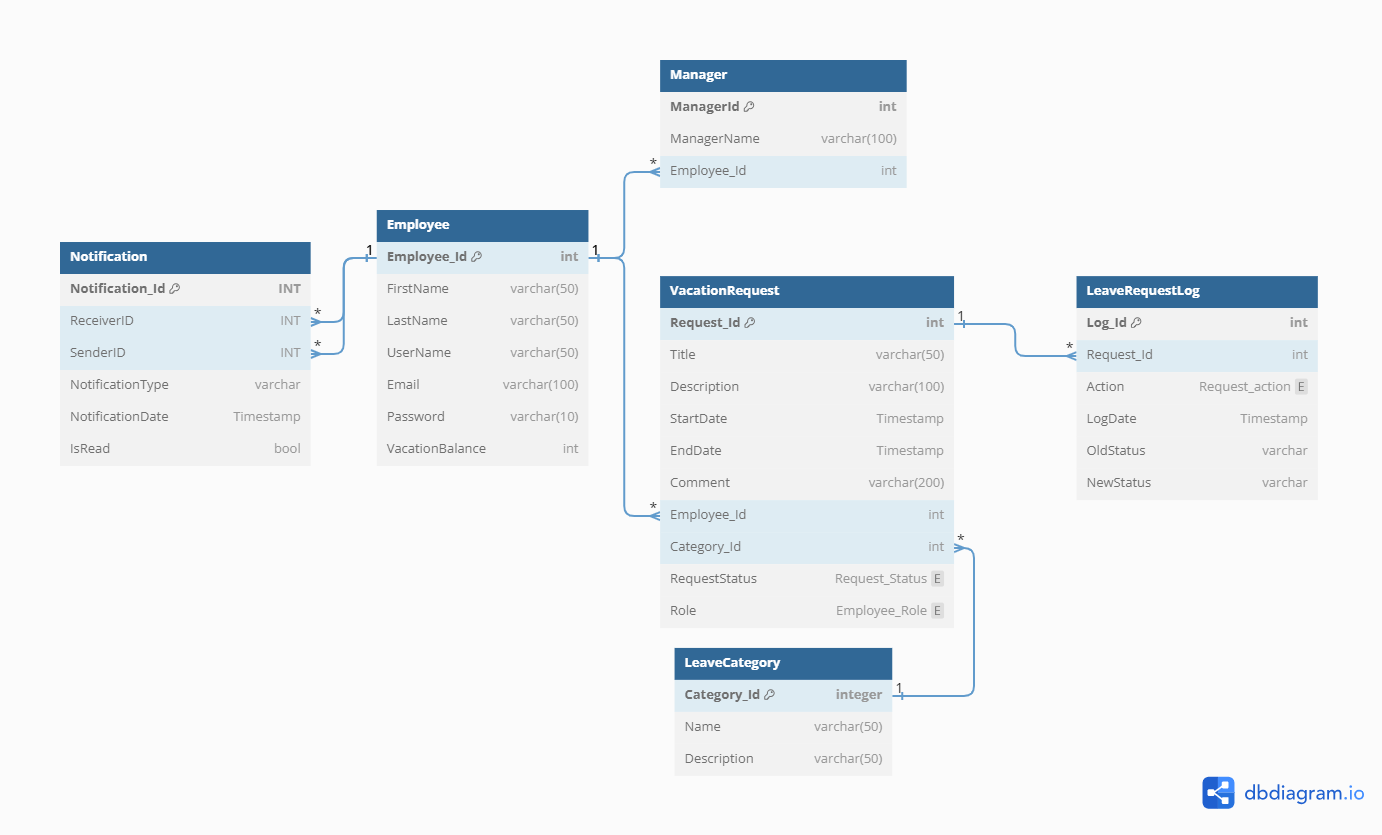 Manager
ManagerId int
ManagerName varchar(100)
* Employee_Id int
Employee
1 Employee_Id int 1
FirstName varchar(50)
LastName varchar(50)
UserName varchar(50)
Email varchar(100)
Password varchar(10)
VacationBalance int
Notification
Notification_Id INT
ReceiverID INT *
SenderID INT *
NotificationType varchar
NotificationDate Timestamp
IsRead bool
VacationRequest
Request_Id int 1
Title varchar(50)
Description varchar(100)
StartDate Timestamp
EndDate Timestamp
Comment varchar(200)
* Employee_Id int
Category_Id int *
RequestStatus Request_Status E
Role Employee_Role E
LeaveRequestLog
Log_Id int
* Request_Id int
Action Request_action E
LogDate Timestamp
OldStatus varchar
NewStatus varchar
LeaveCategory
Category_Id integer 1
Name varchar(50)
Description varchar(50)
dbdiagram.io